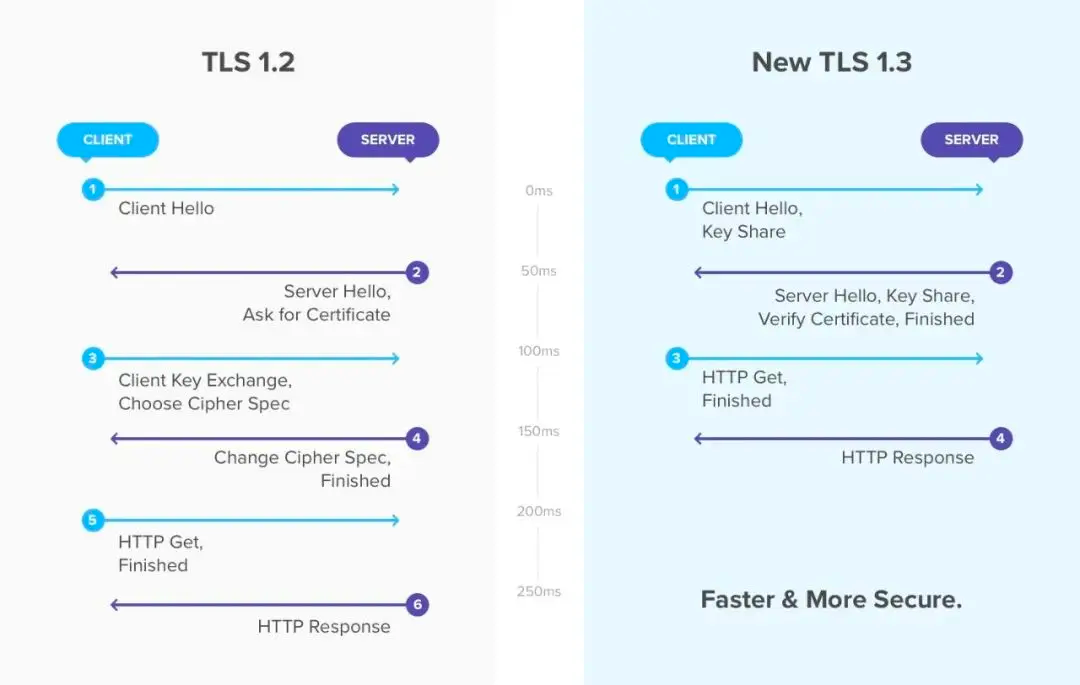 TLS 1.2
CLIENT
SERVER
1
Client Hello
2
Server Hello,
Ask for Certificate
3
Client Key Exchange,
Choose Cipher Spec
4
Change Cipher Spec,
Finished
5
HTTP Get,
Finished
6
HTTP Response
0ms
50ms
100ms
150ms
200ms
250ms
New TLS 1.3
CLIENT
SERVER
1
Client Hello,
Key Share
2
Server Hello, Key Share,
Verify Certificate, Finished
3
HTTP Get,
Finished
4
HTTP Response
Faster & More Secure.